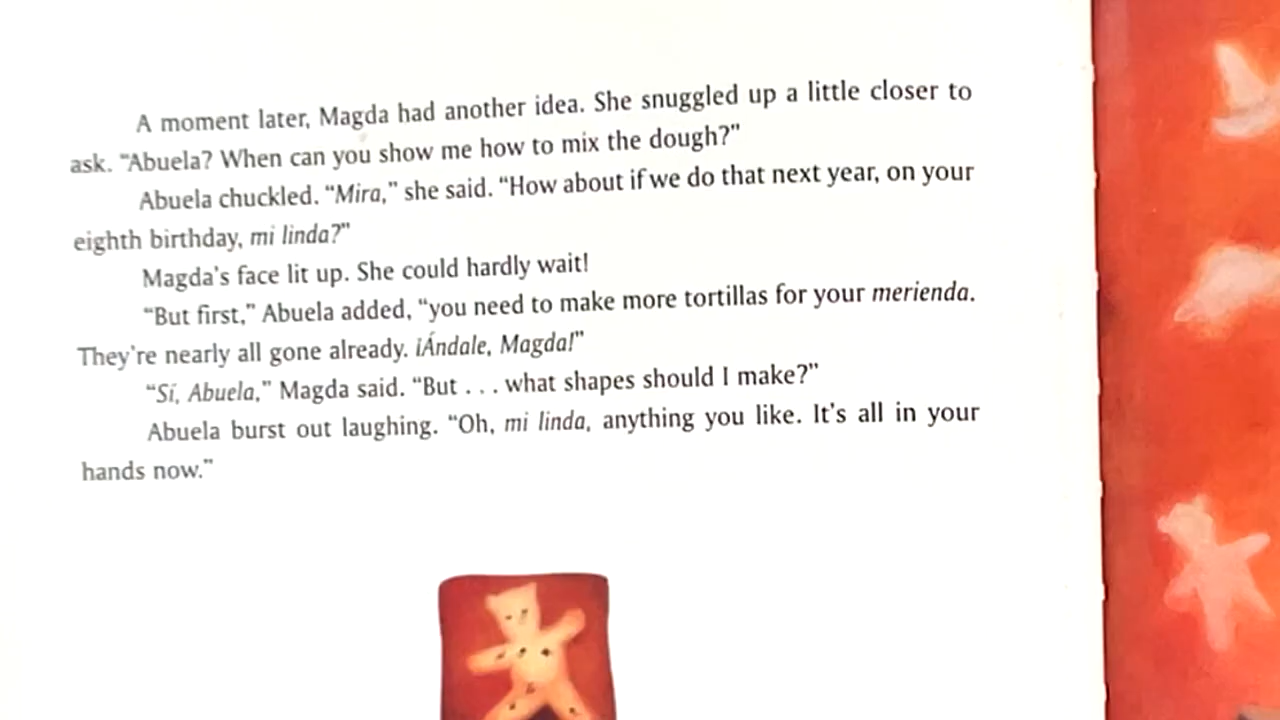 A moment later, Magda had another idea. She snuggled up a little closer to
ask. "Abuela? When can you show me how to mix the dough?"
Abuela chuckled. "Mira," she said. "How about if we do that next year, on your
eighth birthday, mi linda?"
Magda's face lit up. She could hardly wait!
"But first," Abuela added, "you need to make more tortillas for your merienda.
They're nearly all gone already. ¡Ándale, Magda!"
"Sí, Abuela," Magda said. "But . . . what shapes should I make?"
Abuela burst out laughing. "Oh, mi linda, anything you like. It's all in your
hands now."